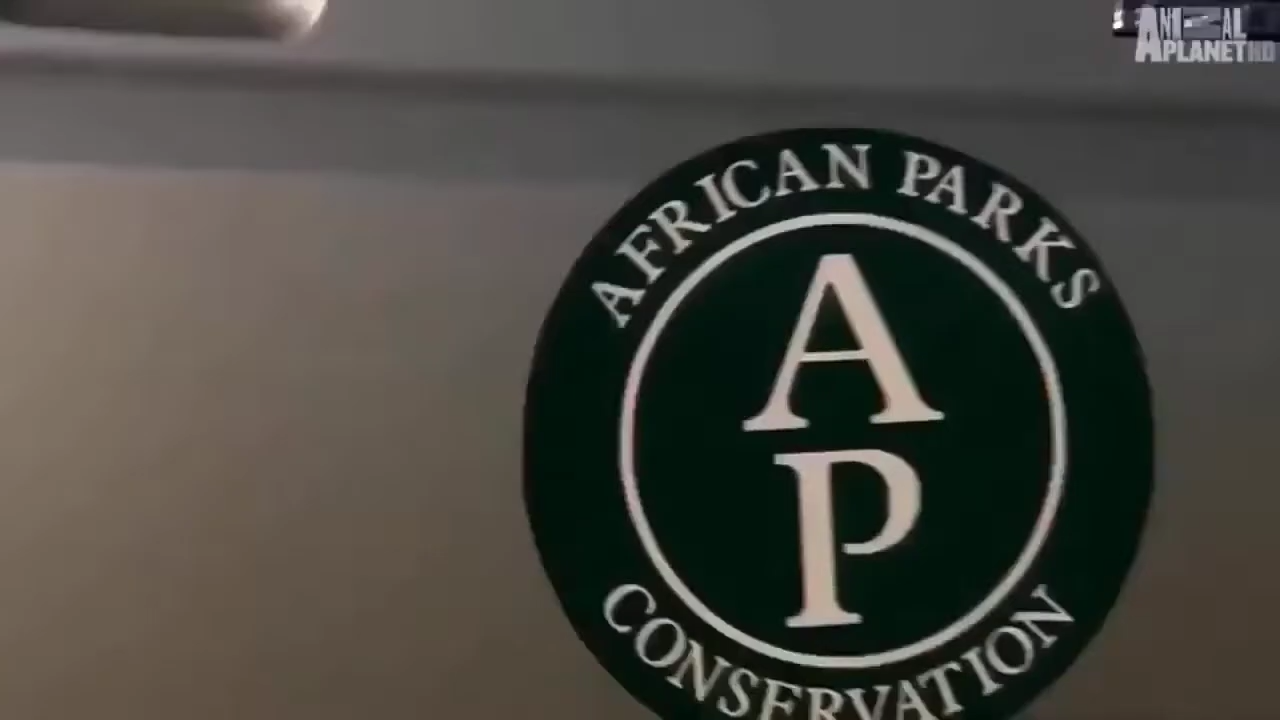 ANIMAL
PLANET HD
AFRICAN PARKS
A
P
CONSERVATION